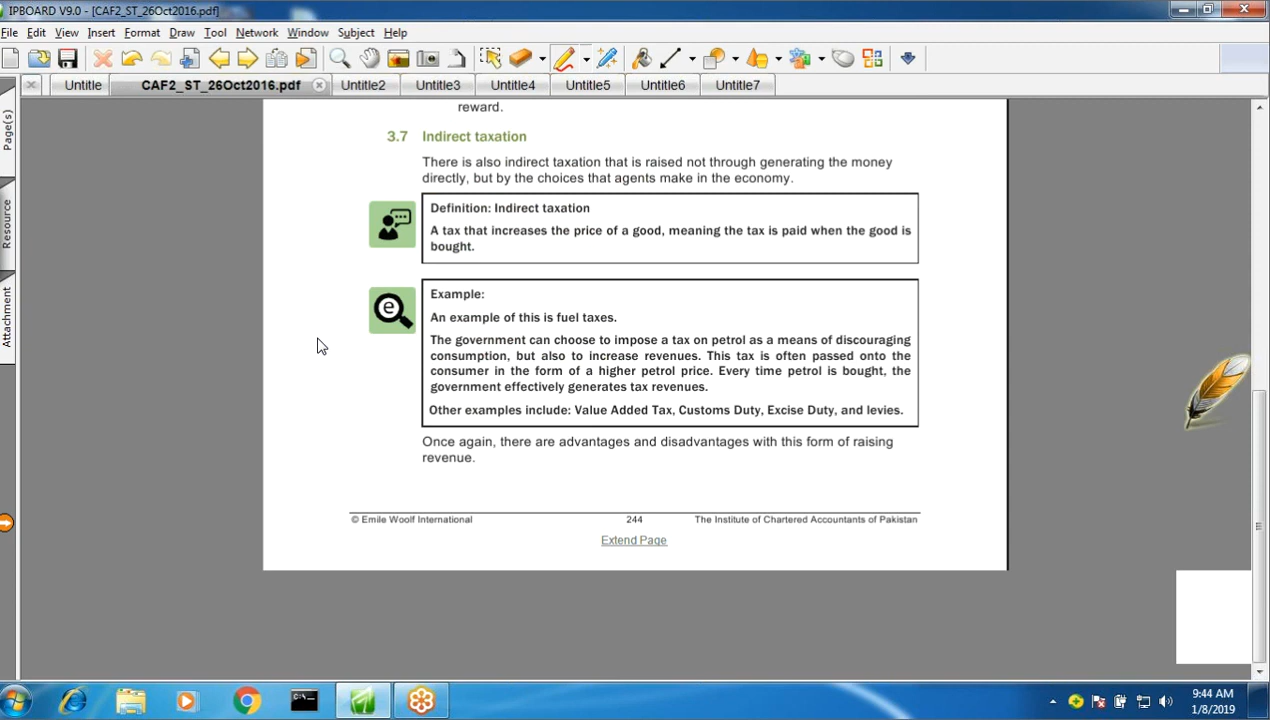 IPBOARD V9.0 - [CAF2_ST_26Oct2016.pdf]
File Edit View Insert Format Draw Tool Network Window Subject Help
Untitle CAF2_ST_26Oct2016.pdf Untitle2 Untitle3 Untitle4 Untitle5 Untitle6 Untitle7
Page(s)
Resource
Attachment
reward.
3.7 Indirect taxation
There is also indirect taxation that is raised not through generating the money
directly, but by the choices that agents make in the economy.
Definition: Indirect taxation
A tax that increases the price of a good, meaning the tax is paid when the good is
bought.
Example:
An example of this is fuel taxes.
The government can choose to impose a tax on petrol as a means of discouraging
consumption, but also to increase revenues. This tax is often passed onto the
consumer in the form of a higher petrol price. Every time petrol is bought, the
government effectively generates tax revenues.
Other examples include: Value Added Tax, Customs Duty, Excise Duty, and levies.
Once again, there are advantages and disadvantages with this form of raising
revenue.
© Emile Woolf International 244 The Institute of Chartered Accountants of Pakistan
Extend Page
9:44 AM
1/8/2019